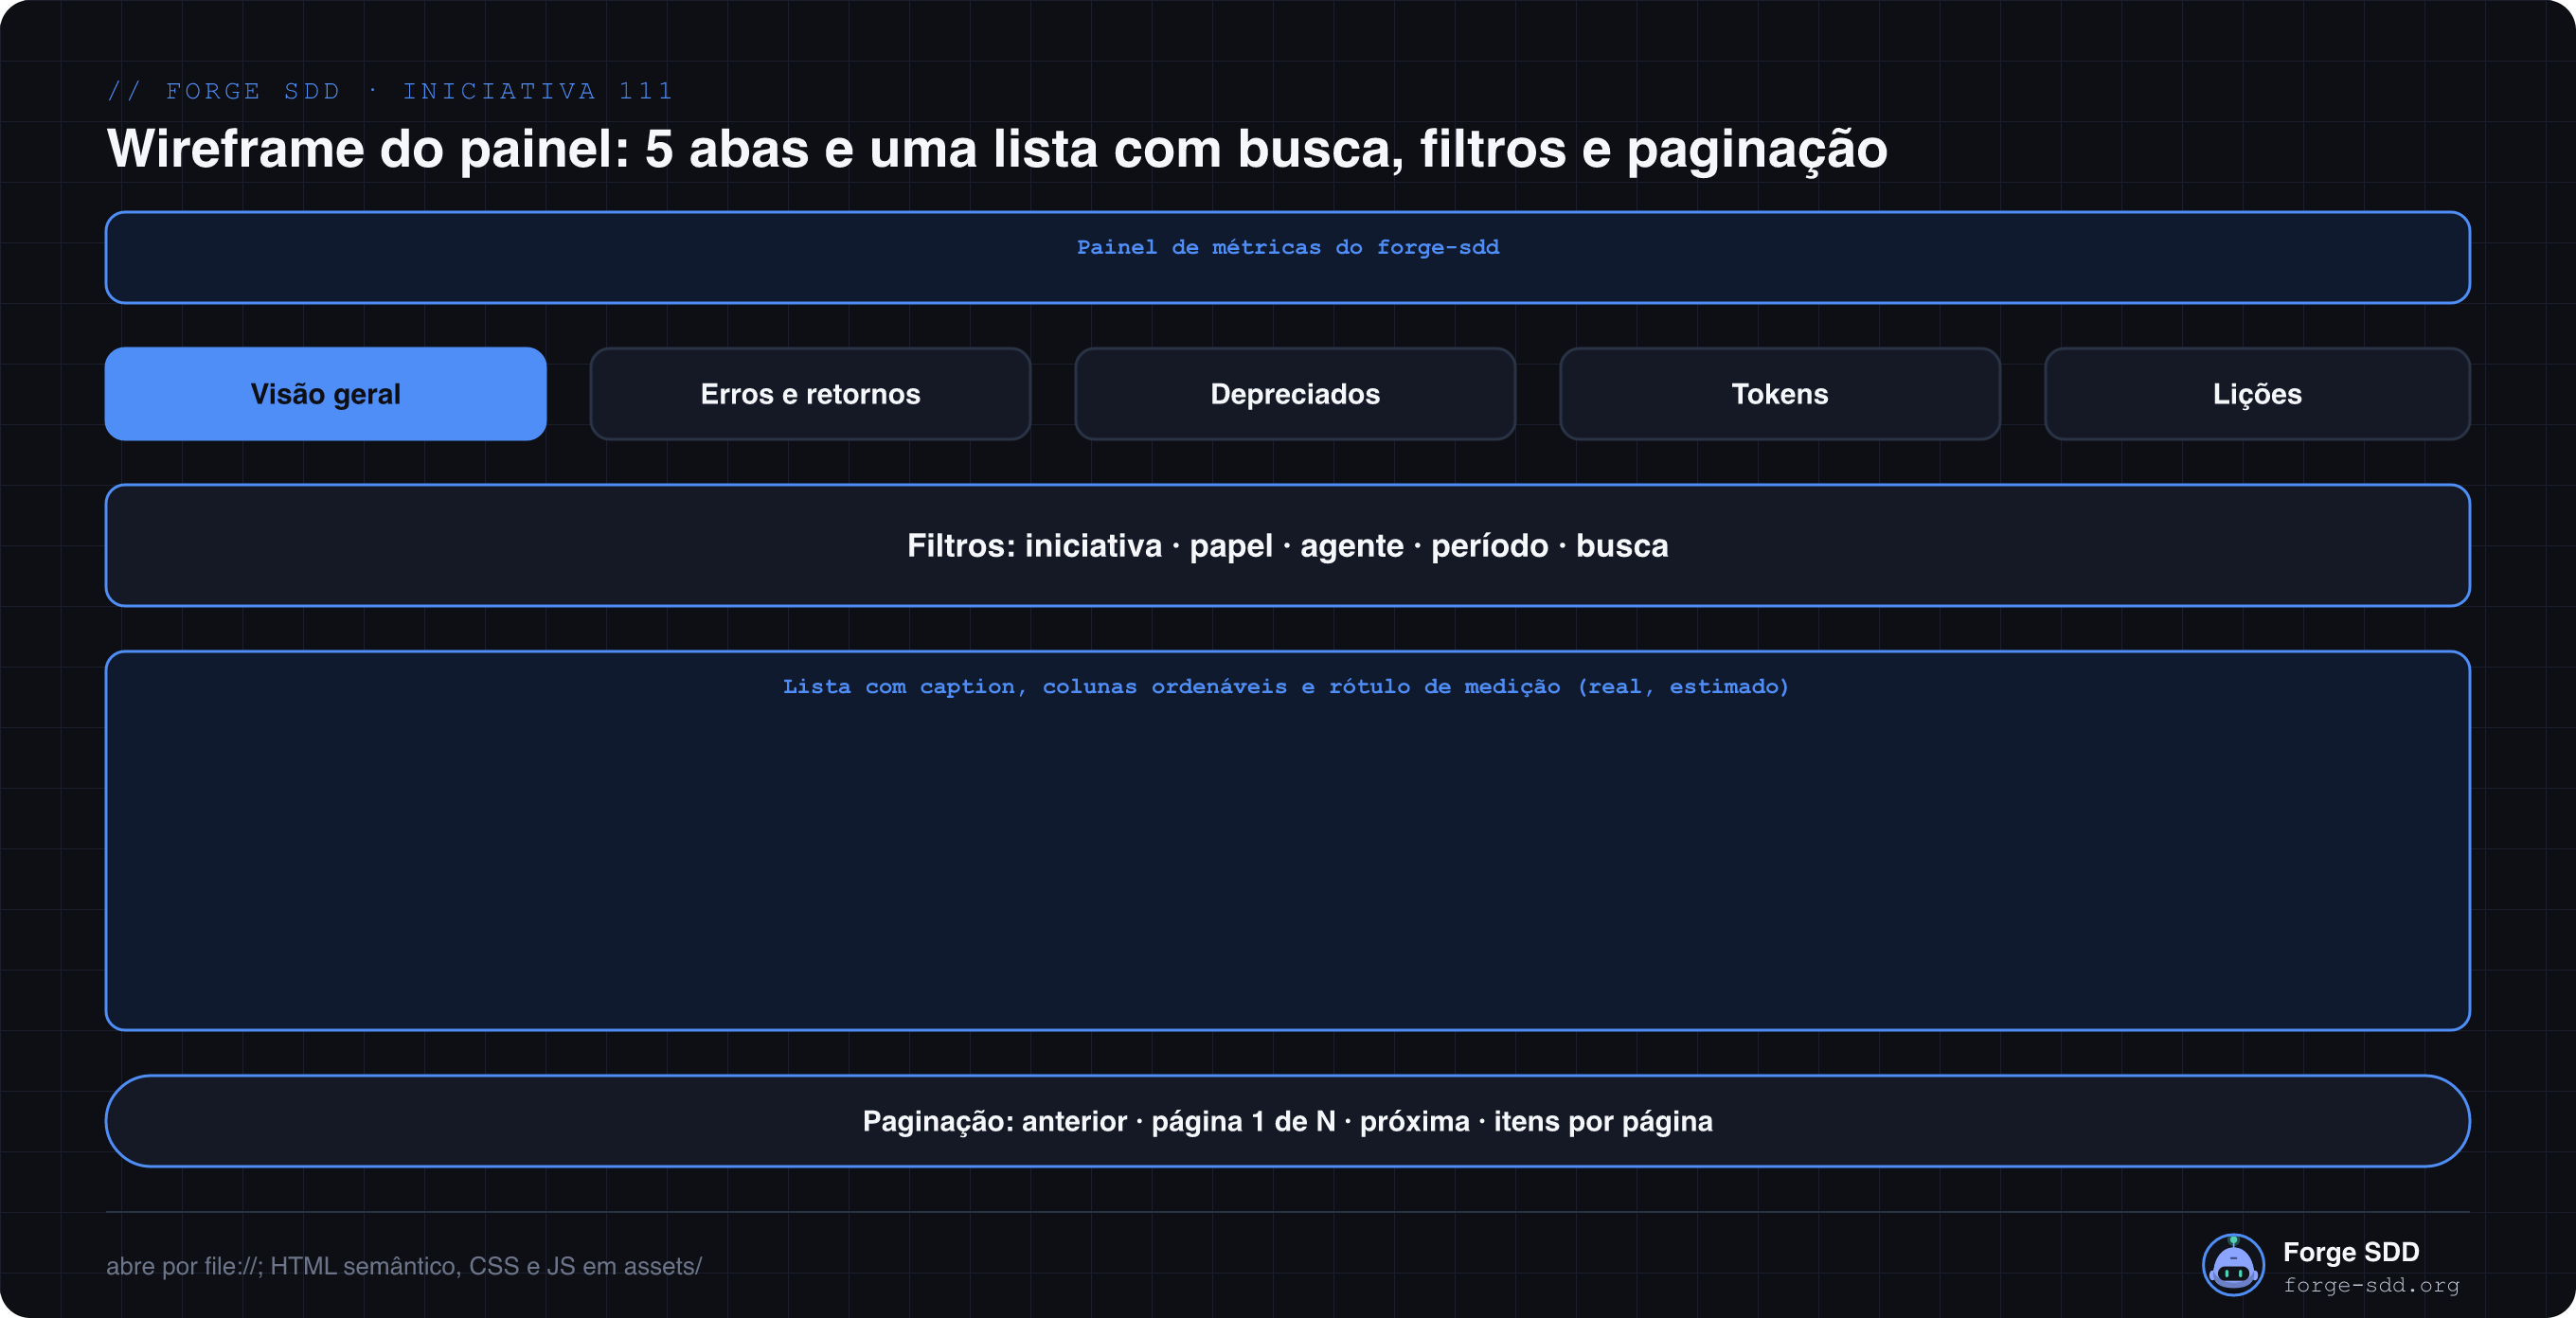 // FORGE SDD · INICIATIVA 111
Wireframe do painel: 5 abas e uma lista com busca, filtros e paginação
Painel de métricas do forge-sdd
Visão geral
Erros e retornos
Depreciados
Tokens
Lições
Filtros: iniciativa · papel · agente · período · busca
Lista com caption, colunas ordenáveis e rótulo de medição (real, estimado)
Paginação: anterior · página 1 de N · próxima · itens por página
abre por file://; HTML semântico, CSS e JS em assets/
Forge SDD
forge-sdd.org